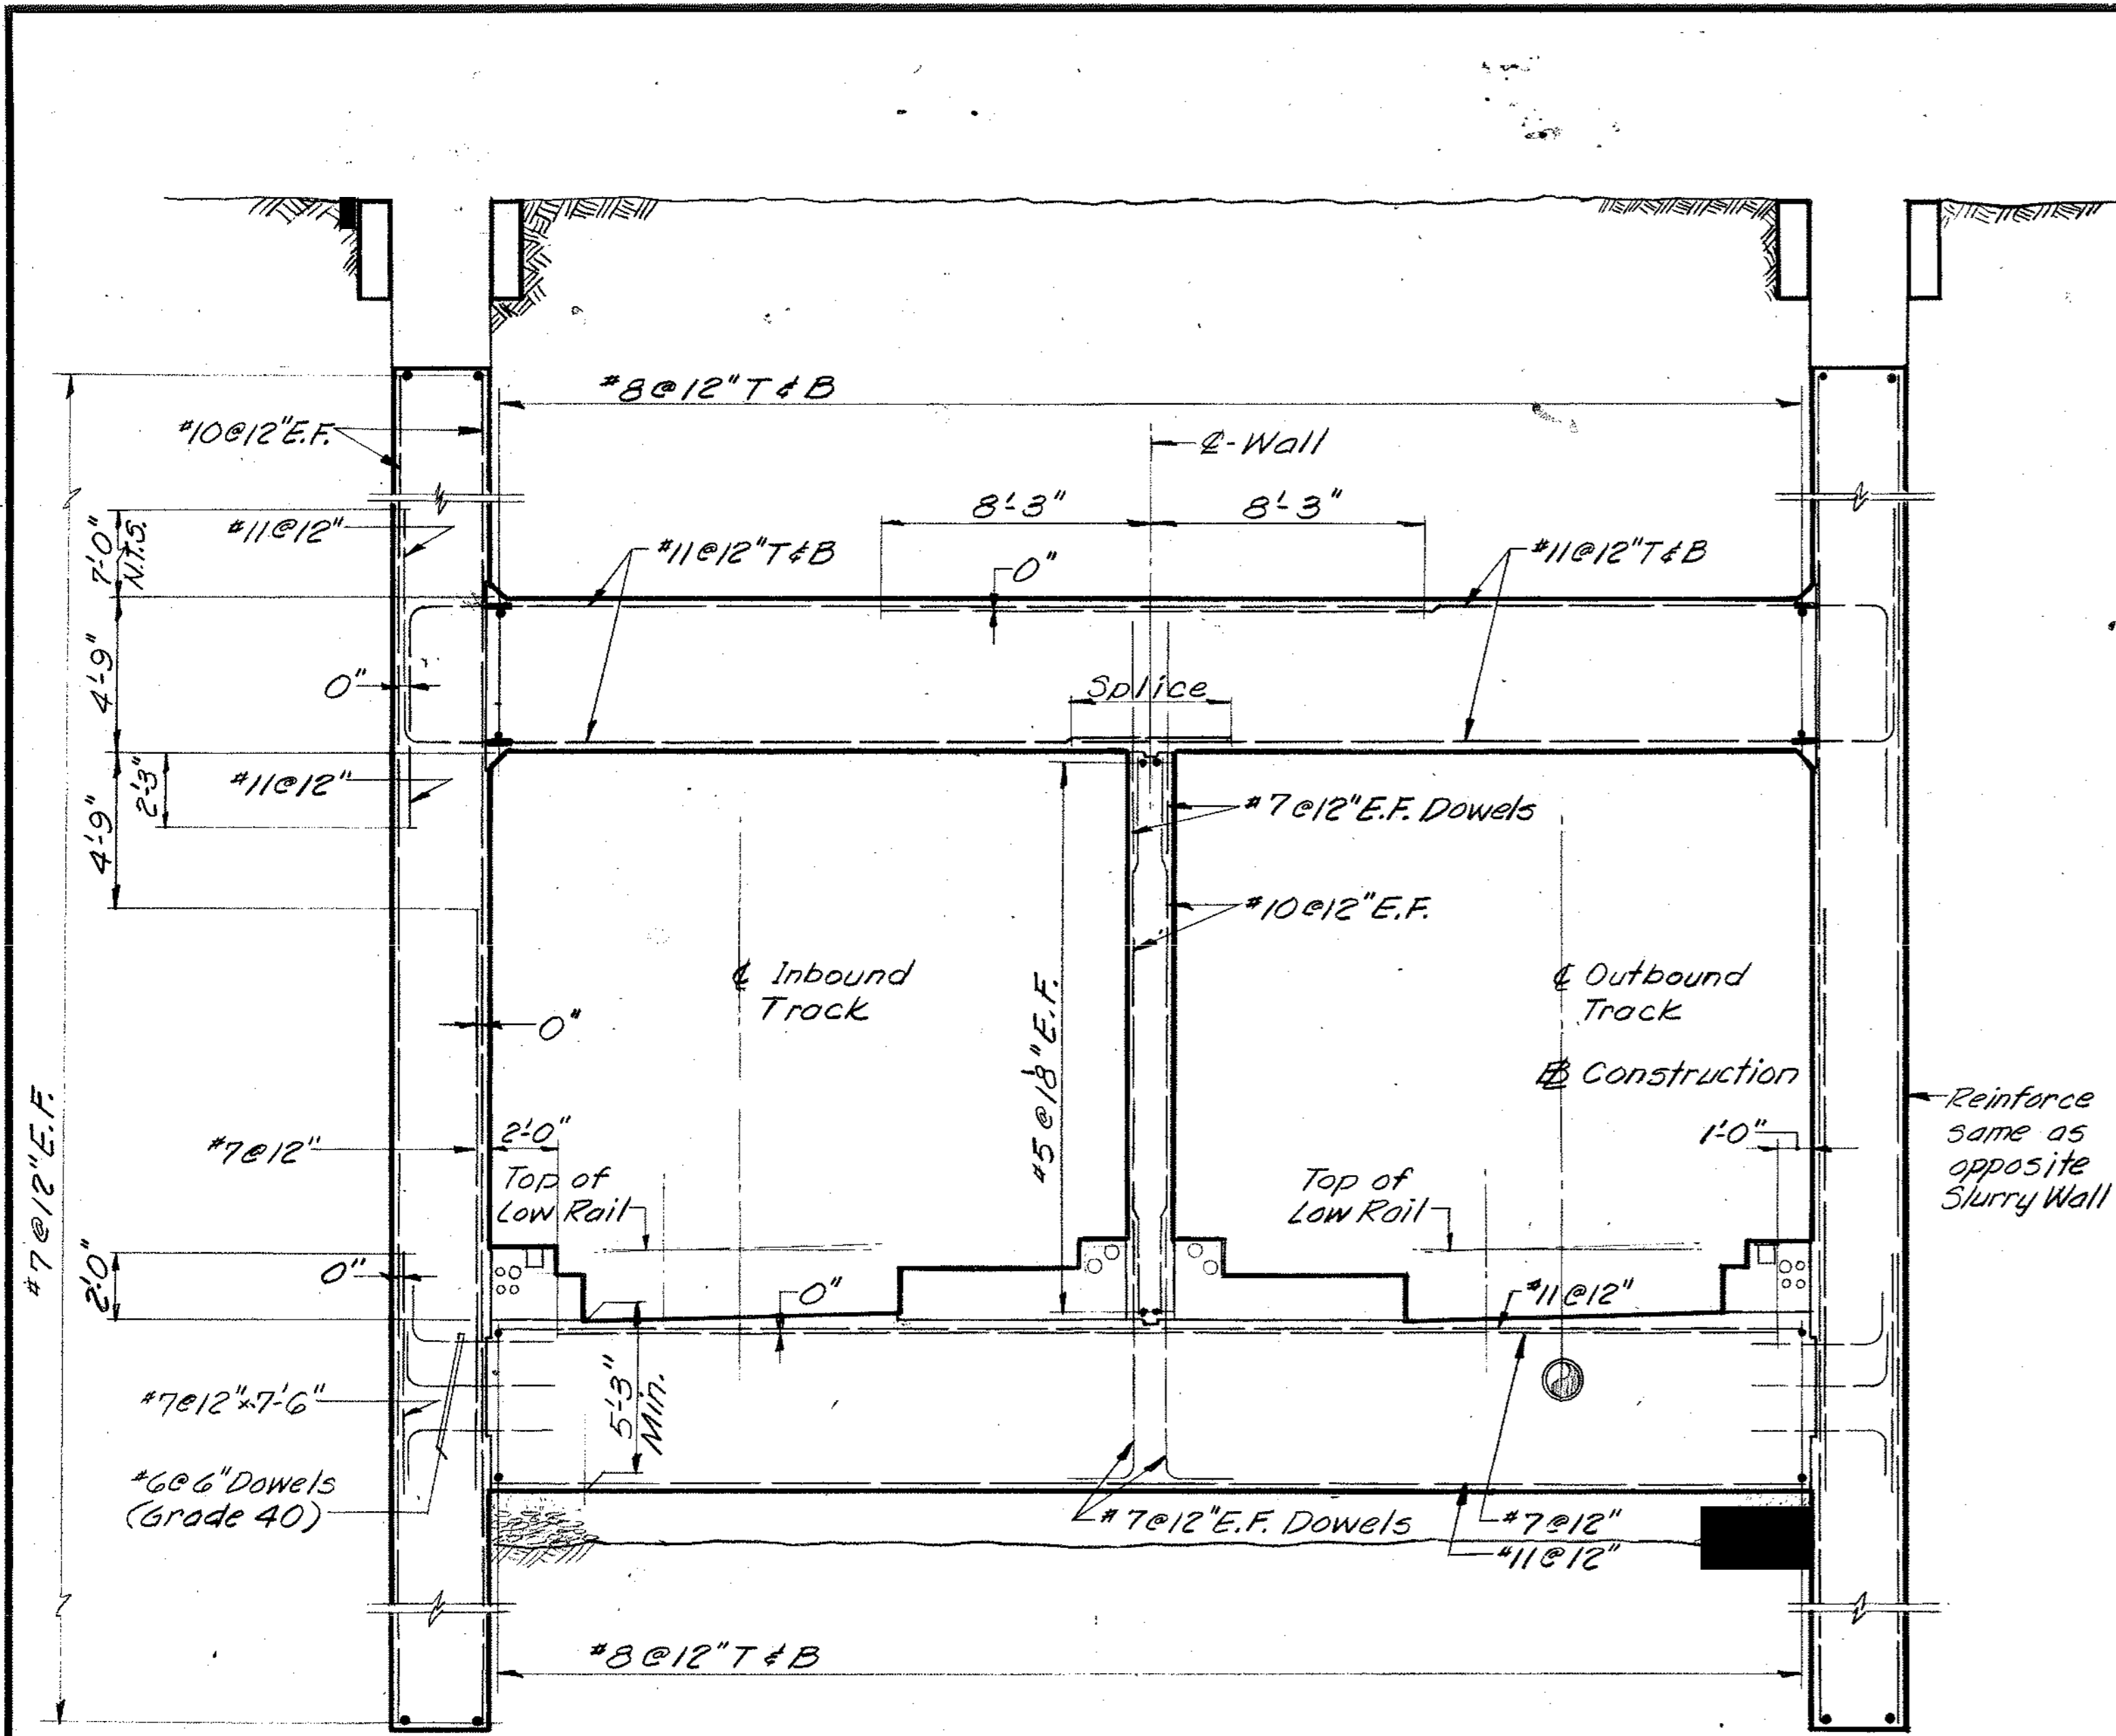 #8@12"T & B
#10@12"E.F.
℄-Wall
8'-3"
8'-3"
7'-0"
N.T.S.
#11@12"
#11@12"T&B
0"
#11@12"T&B
4'-9"
0"
Splice
#11@12"
2'-3"
4'-9"
#7@12"E.F. Dowels
#10@12"E.F.
℄ Inbound
Track
℄ Outbound
Track
0"
#5@18"E.F.
Construction
#7@12"E.F.
#7@12"
2'-0"
1'-0"
Reinforce
same as
opposite
Slurry Wall
Top of
Low Rail
Top of
Low Rail
2'-0"
0"
0"
#11@12"
5'-3"
Min.
#7@12"x7'-6"
#6@6"Dowels
(Grade 40)
#7@12"E.F. Dowels
#7@12"
#11@12"
#8@12"T & B